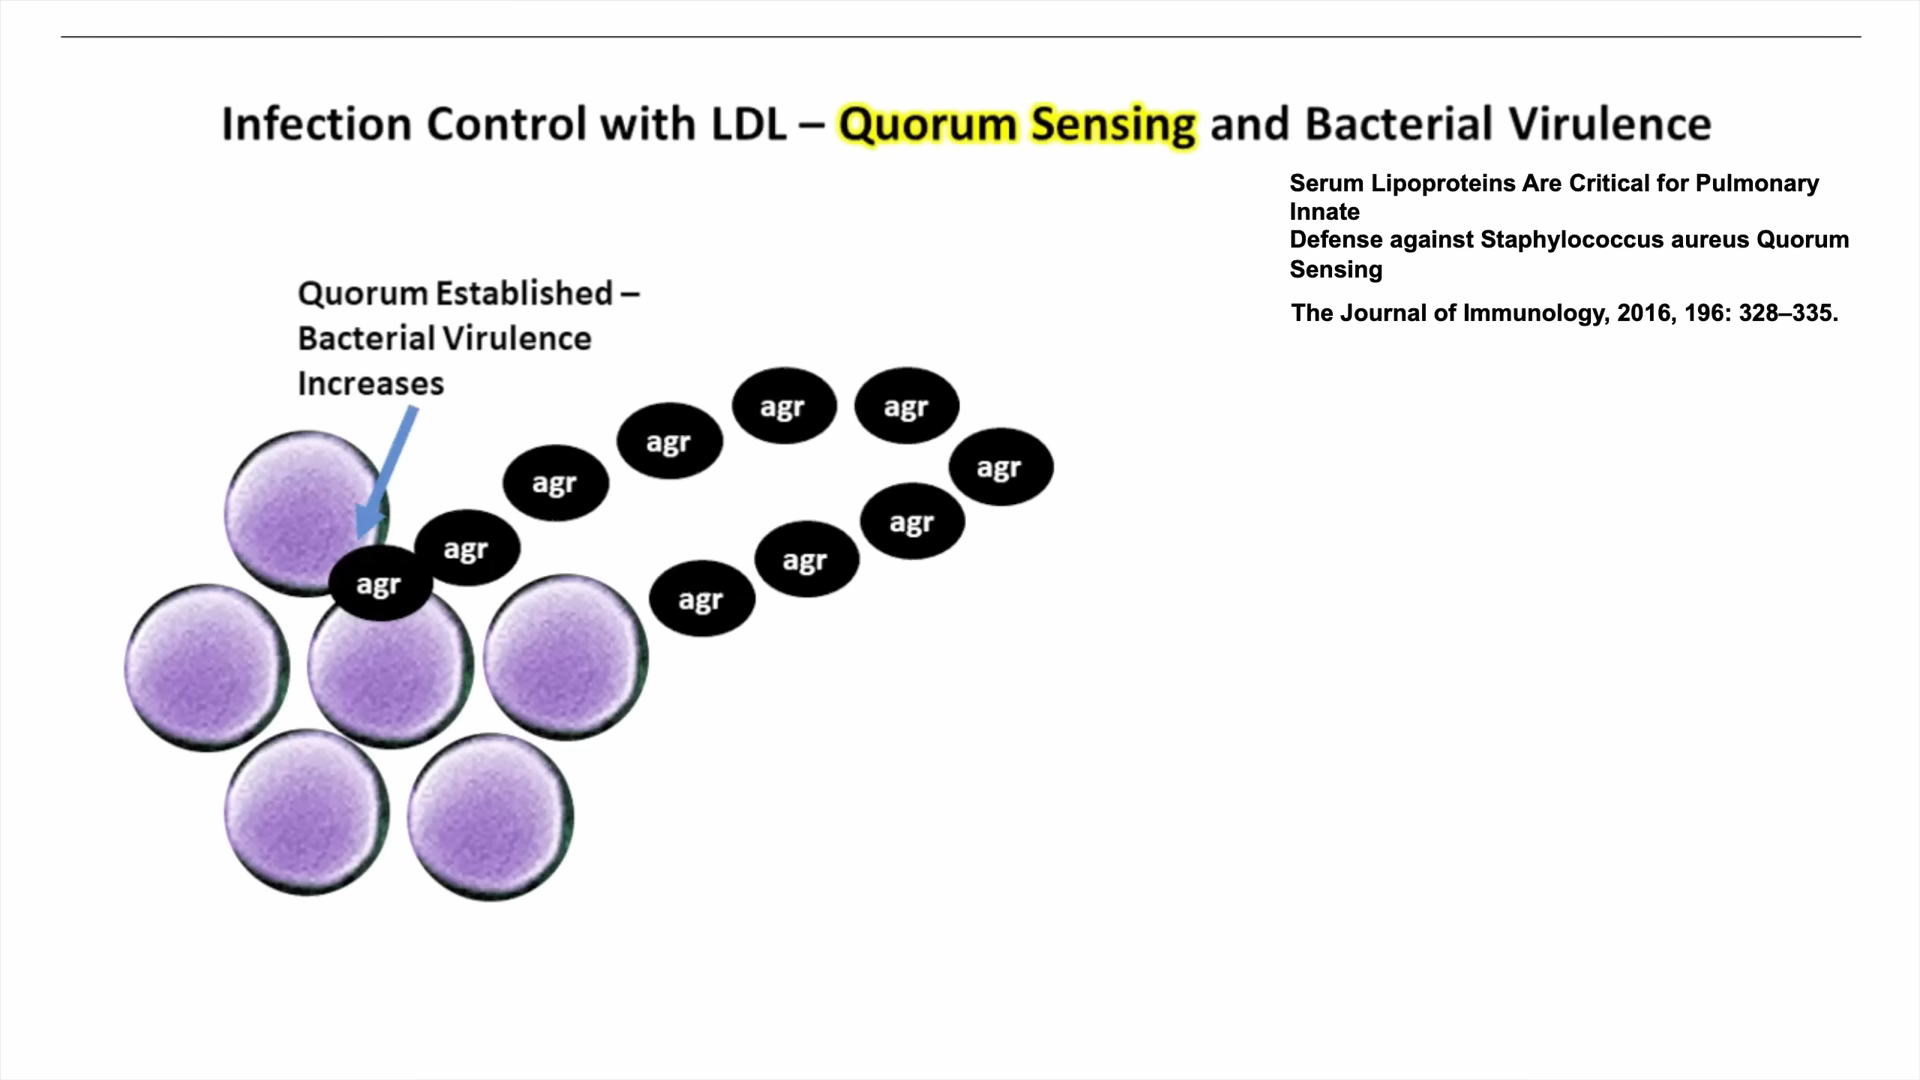 Infection Control with LDL – Quorum Sensing and Bacterial Virulence
Serum Lipoproteins Are Critical for Pulmonary
Innate
Defense against Staphylococcus aureus Quorum
Sensing
The Journal of Immunology, 2016, 196: 328–335.
Quorum Established –
Bacterial Virulence
Increases
agr
agr
agr
agr
agr
agr
agr
agr
agr
agr